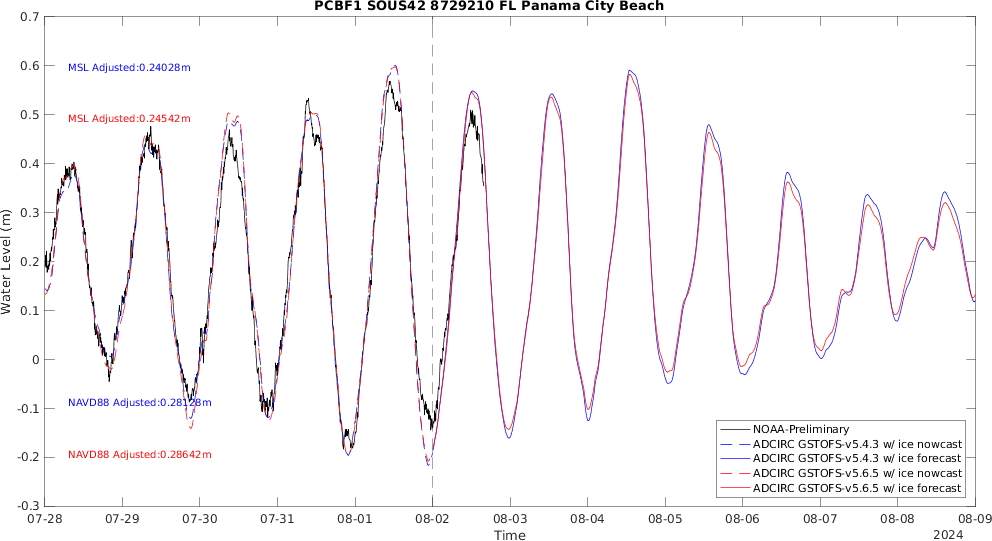 PCBF1 SOUS42 8729210 FL Panama City Beach
0.7
0.6
0.5
0.4
0.3
0.2
0.1
0
-0.1
-0.2
-0.3
Water Level (m)
MSL Adjusted:0.24028m
MSL Adjusted:0.24542m
NAVD88 Adjusted:0.28128m
NAVD88 Adjusted:0.28642m
NOAA-Preliminary
ADCIRC GSTOFS-v5.4.3 w/ ice nowcast
ADCIRC GSTOFS-v5.4.3 w/ ice forecast
ADCIRC GSTOFS-v5.6.5 w/ ice nowcast
ADCIRC GSTOFS-v5.6.5 w/ ice forecast
07-28 07-29 07-30 07-31 08-01 08-02 08-03 08-04 08-05 08-06 08-07 08-08 08-09
Time
2024